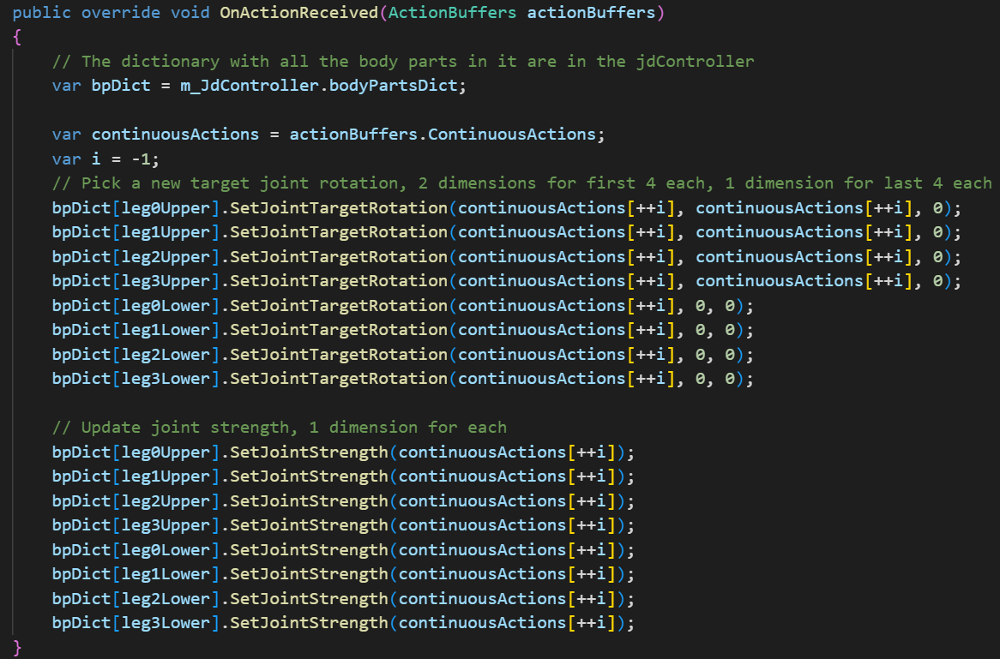 public override void OnActionReceived(ActionBuffers actionBuffers)
{
    // The dictionary with all the body parts in it are in the jdController
    var bpDict = m_JdController.bodyPartsDict;

    var continuousActions = actionBuffers.ContinuousActions;
    var i = -1;
    // Pick a new target joint rotation, 2 dimensions for first 4 each, 1 dimension for last 4 each
    bpDict[leg0Upper].SetJointTargetRotation(continuousActions[++i], continuousActions[++i], 0);
    bpDict[leg1Upper].SetJointTargetRotation(continuousActions[++i], continuousActions[++i], 0);
    bpDict[leg2Upper].SetJointTargetRotation(continuousActions[++i], continuousActions[++i], 0);
    bpDict[leg3Upper].SetJointTargetRotation(continuousActions[++i], continuousActions[++i], 0);
    bpDict[leg0Lower].SetJointTargetRotation(continuousActions[++i], 0, 0);
    bpDict[leg1Lower].SetJointTargetRotation(continuousActions[++i], 0, 0);
    bpDict[leg2Lower].SetJointTargetRotation(continuousActions[++i], 0, 0);
    bpDict[leg3Lower].SetJointTargetRotation(continuousActions[++i], 0, 0);

    // Update joint strength, 1 dimension for each
    bpDict[leg0Upper].SetJointStrength(continuousActions[++i]);
    bpDict[leg1Upper].SetJointStrength(continuousActions[++i]);
    bpDict[leg2Upper].SetJointStrength(continuousActions[++i]);
    bpDict[leg3Upper].SetJointStrength(continuousActions[++i]);
    bpDict[leg0Lower].SetJointStrength(continuousActions[++i]);
    bpDict[leg1Lower].SetJointStrength(continuousActions[++i]);
    bpDict[leg2Lower].SetJointStrength(continuousActions[++i]);
    bpDict[leg3Lower].SetJointStrength(continuousActions[++i]);
}